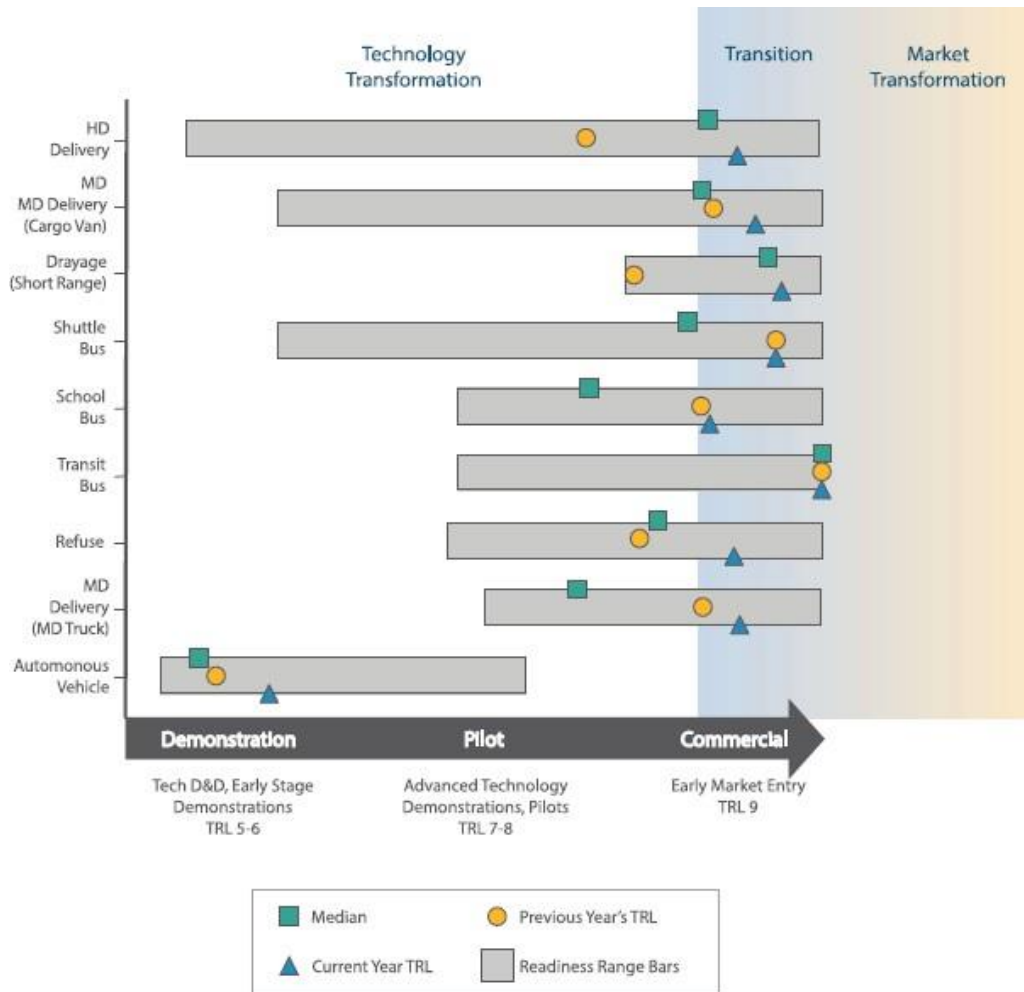 Technology
Transformation
Transition
Market
Transformation
HD
Delivery
MD
MD Delivery
(Cargo Van)
Drayage
(Short Range)
Shuttle
Bus
School
Bus
Transit
Bus
Refuse
MD
Delivery
(MD Truck)
Automonous
Vehicle
Demonstration
Pilot
Commercial
Tech D&D, Early Stage
Demonstrations
TRL 5-6
Advanced Technology
Demonstrations, Pilots
TRL 7-8
Early Market Entry
TRL 9
Median
Previous Year's TRL
Current Year TRL
Readiness Range Bars